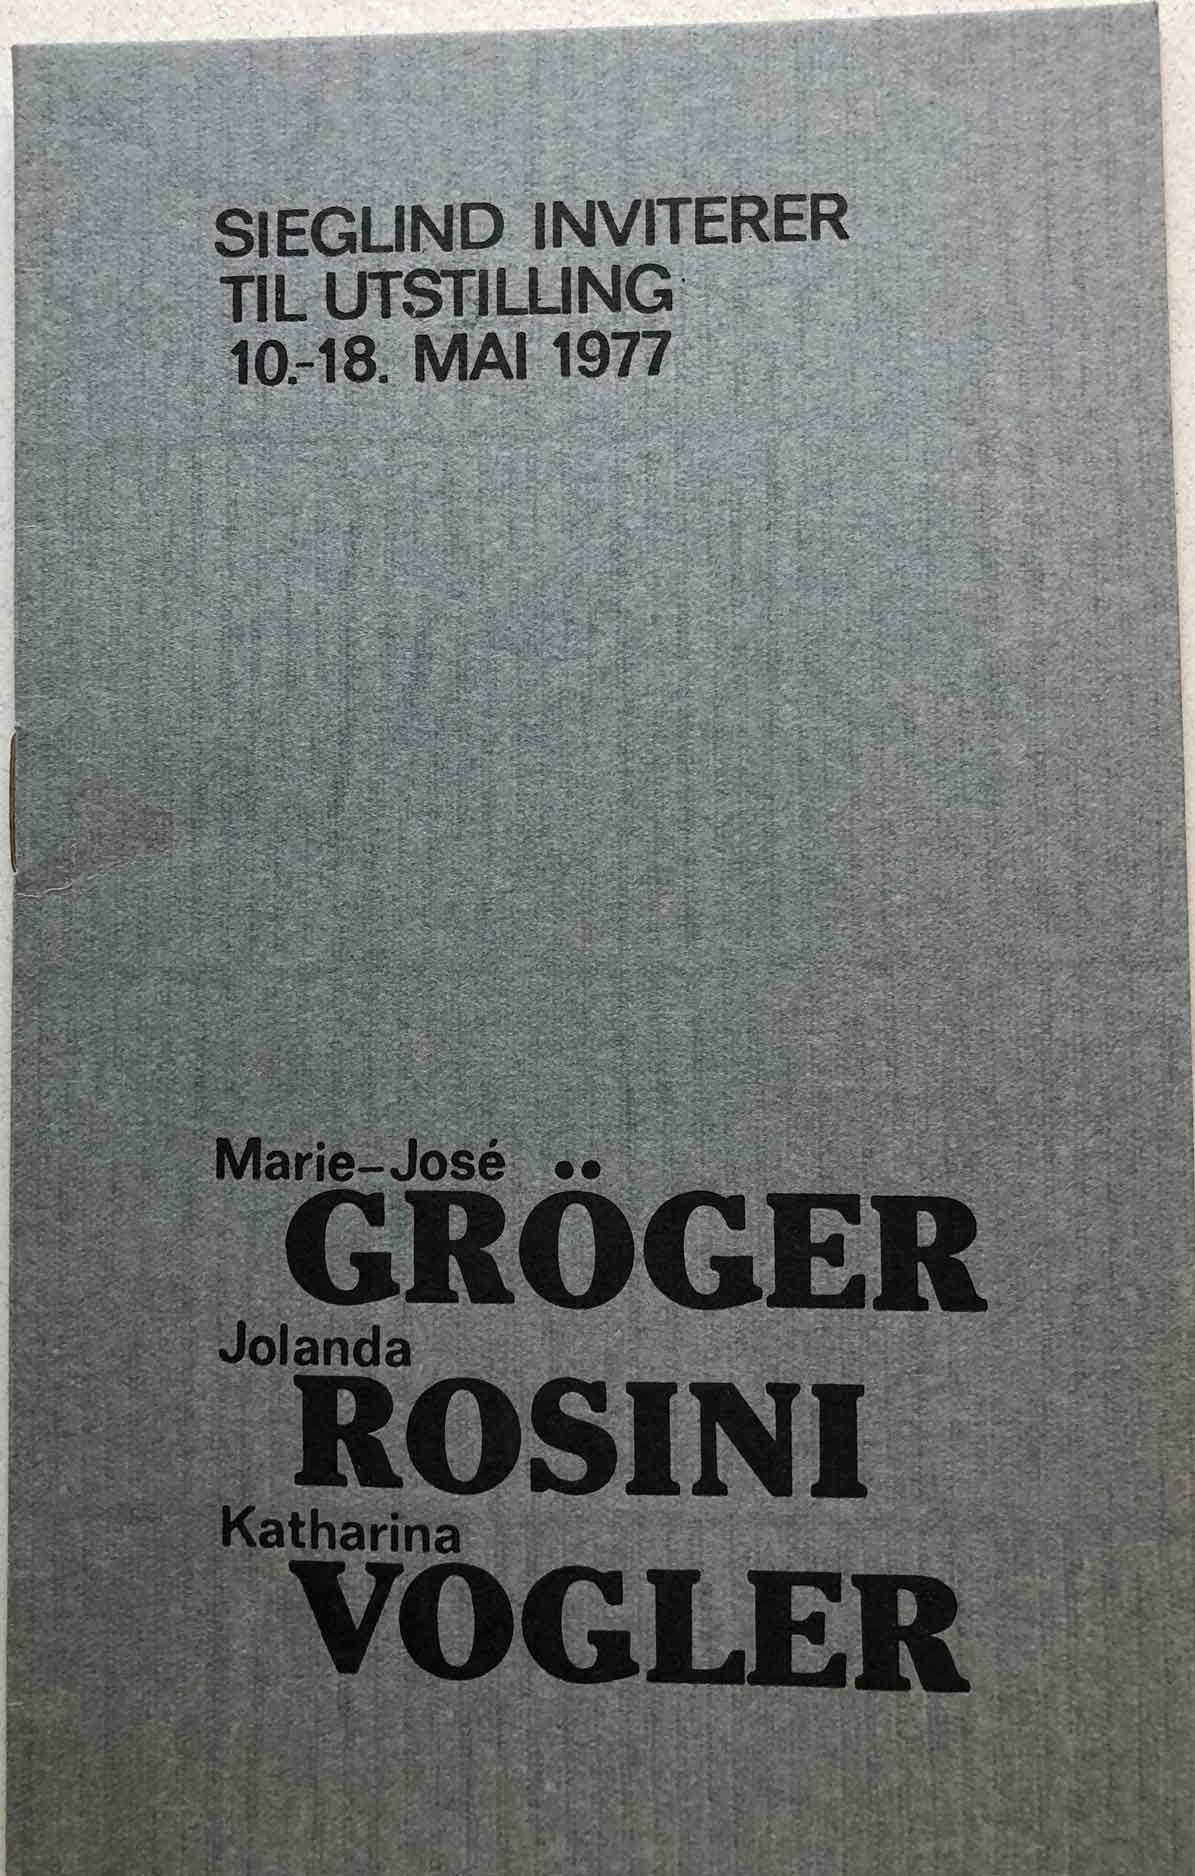 SIEGLIND INVITERER
TIL UTSTILLING
10.-18. MAI 1977
Marie-José
GRÖGER
Jolanda
ROSINI
Katharina
VOGLER